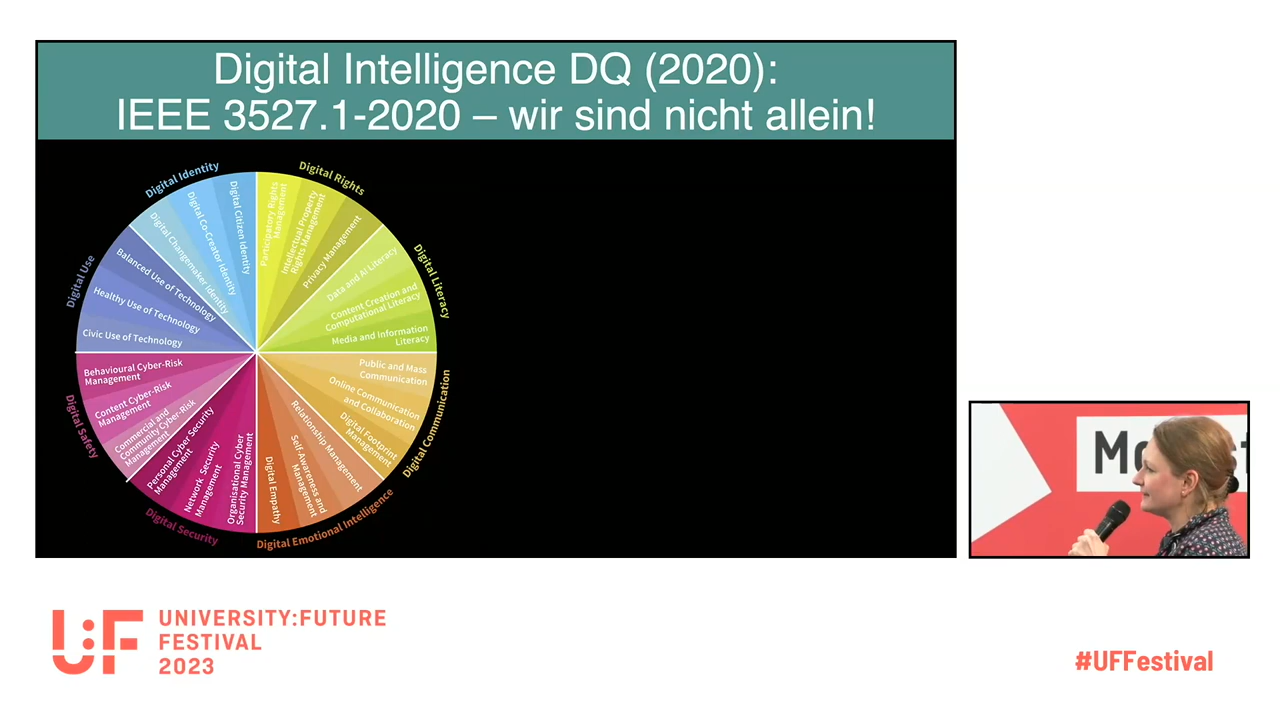 Digital Intelligence DQ (2020):
IEEE 3527.1-2020 – wir sind nicht allein!
Digital Identity
Digital Citizen Identity
Digital Co-Creator Identity
Digital Changemaker Identity
Digital Rights
Participatory Rights
Management
Intellectual Property
Rights Management
Privacy Management
Digital Literacy
Data and AI Literacy
Content Creation and
Computational Literacy
Media and Information
Literacy
Digital Communication
Public and Mass
Communication
Online Communication
and Collaboration
Digital Footprint
Management
Digital Emotional Intelligence
Relationship Management
Self-Awareness and
Management
Digital Empathy
Digital Security
Organisational Cyber
Security Management
Network Security
Management
Personal Cyber Security
Management
Digital Safety
Commercial and
Community Cyber-Risk
Management
Content Cyber-Risk
Management
Behavioural Cyber-Risk
Management
Digital Use
Civic Use of Technology
Healthy Use of Technology
Balanced Use of Technology
U:F
UNIVERSITY:FUTURE
FESTIVAL
2023
#UFFestival